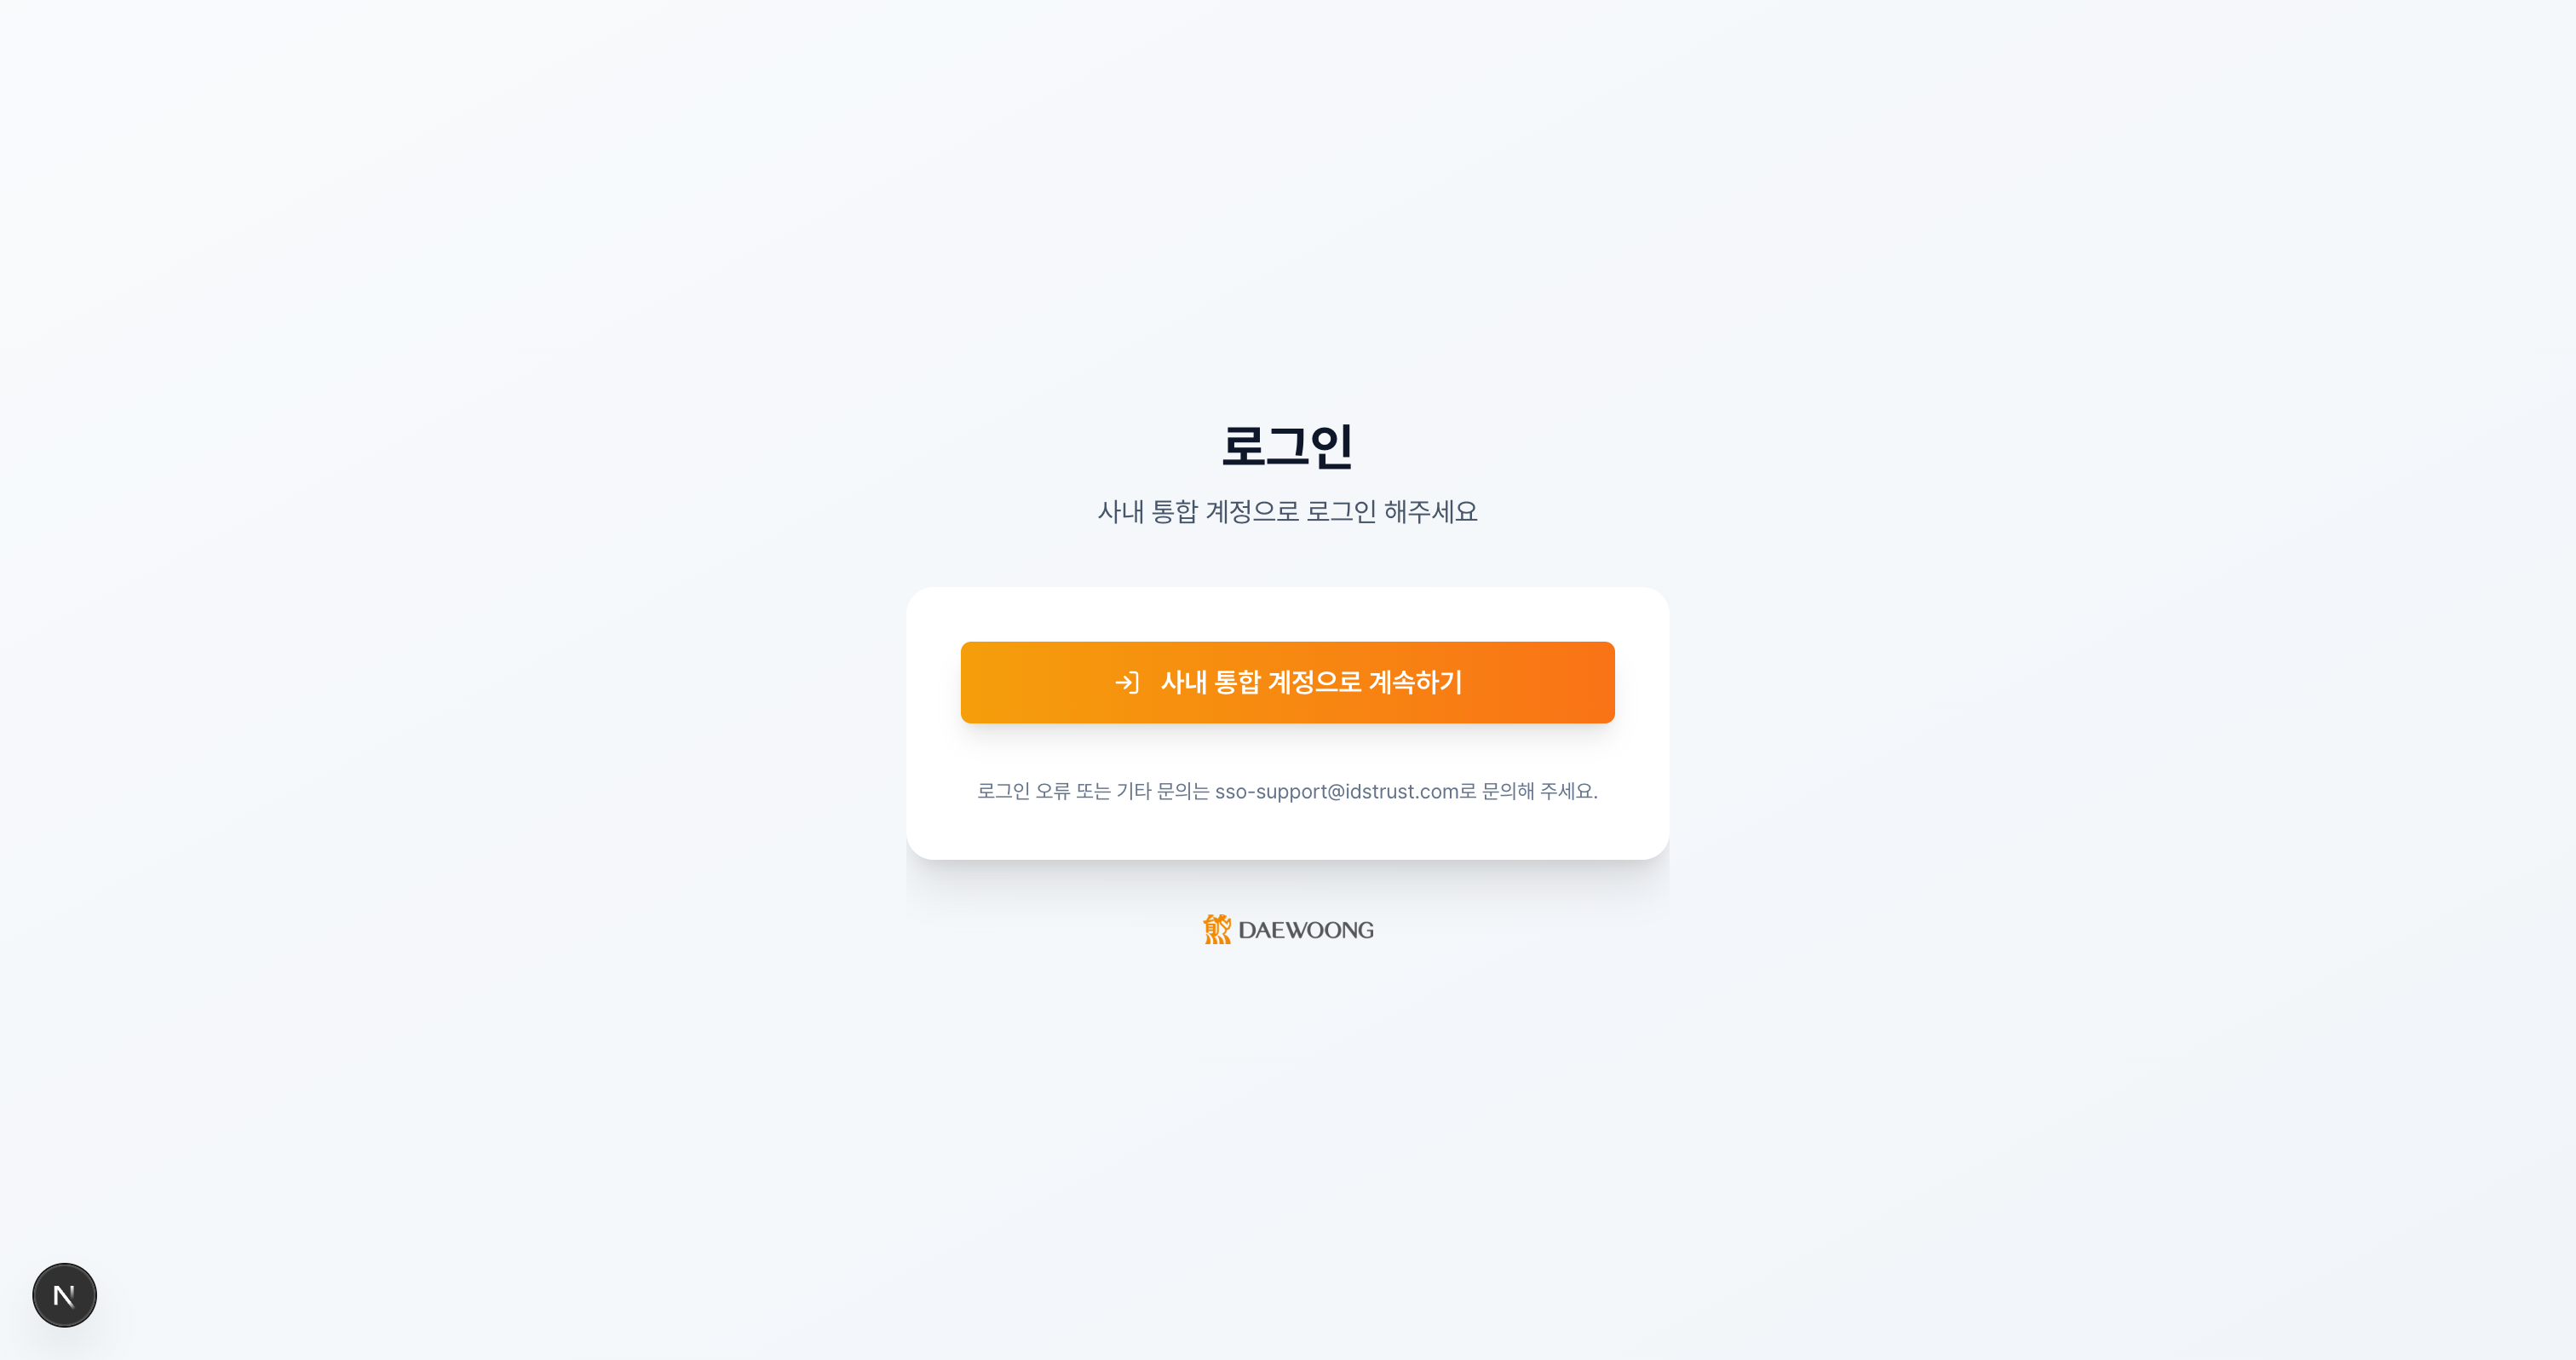 로그인
사내 통합 계정으로 로그인 해주세요
사내 통합 계정으로 계속하기
로그인 오류 또는 기타 문의는 sso-support@idstrust.com로 문의해 주세요.
熊 DAEWOONG
N